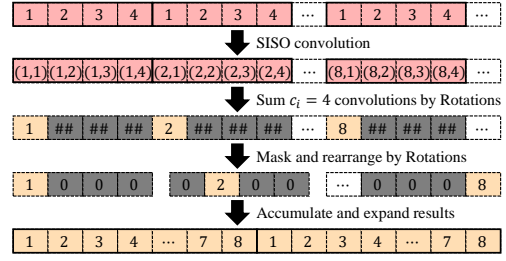 1 2 3 4 1 2 3 4 ... 1 2 3 4 ...
SISO convolution
(1,1) (1,2) (1,3) (1,4) (2,1) (2,2) (2,3) (2,4) ... (8,1) (8,2) (8,3) (8,4) ...
Sum c_i = 4 convolutions by Rotations
1 ## ## ## 2 ## ## ## ... 8 ## ## ## ...
Mask and rearrange by Rotations
1 0 0 0 0 2 0 0 ... 0 0 0 8
Accumulate and expand results
1 2 3 4 ... 7 8 1 2 3 4 ... 7 8